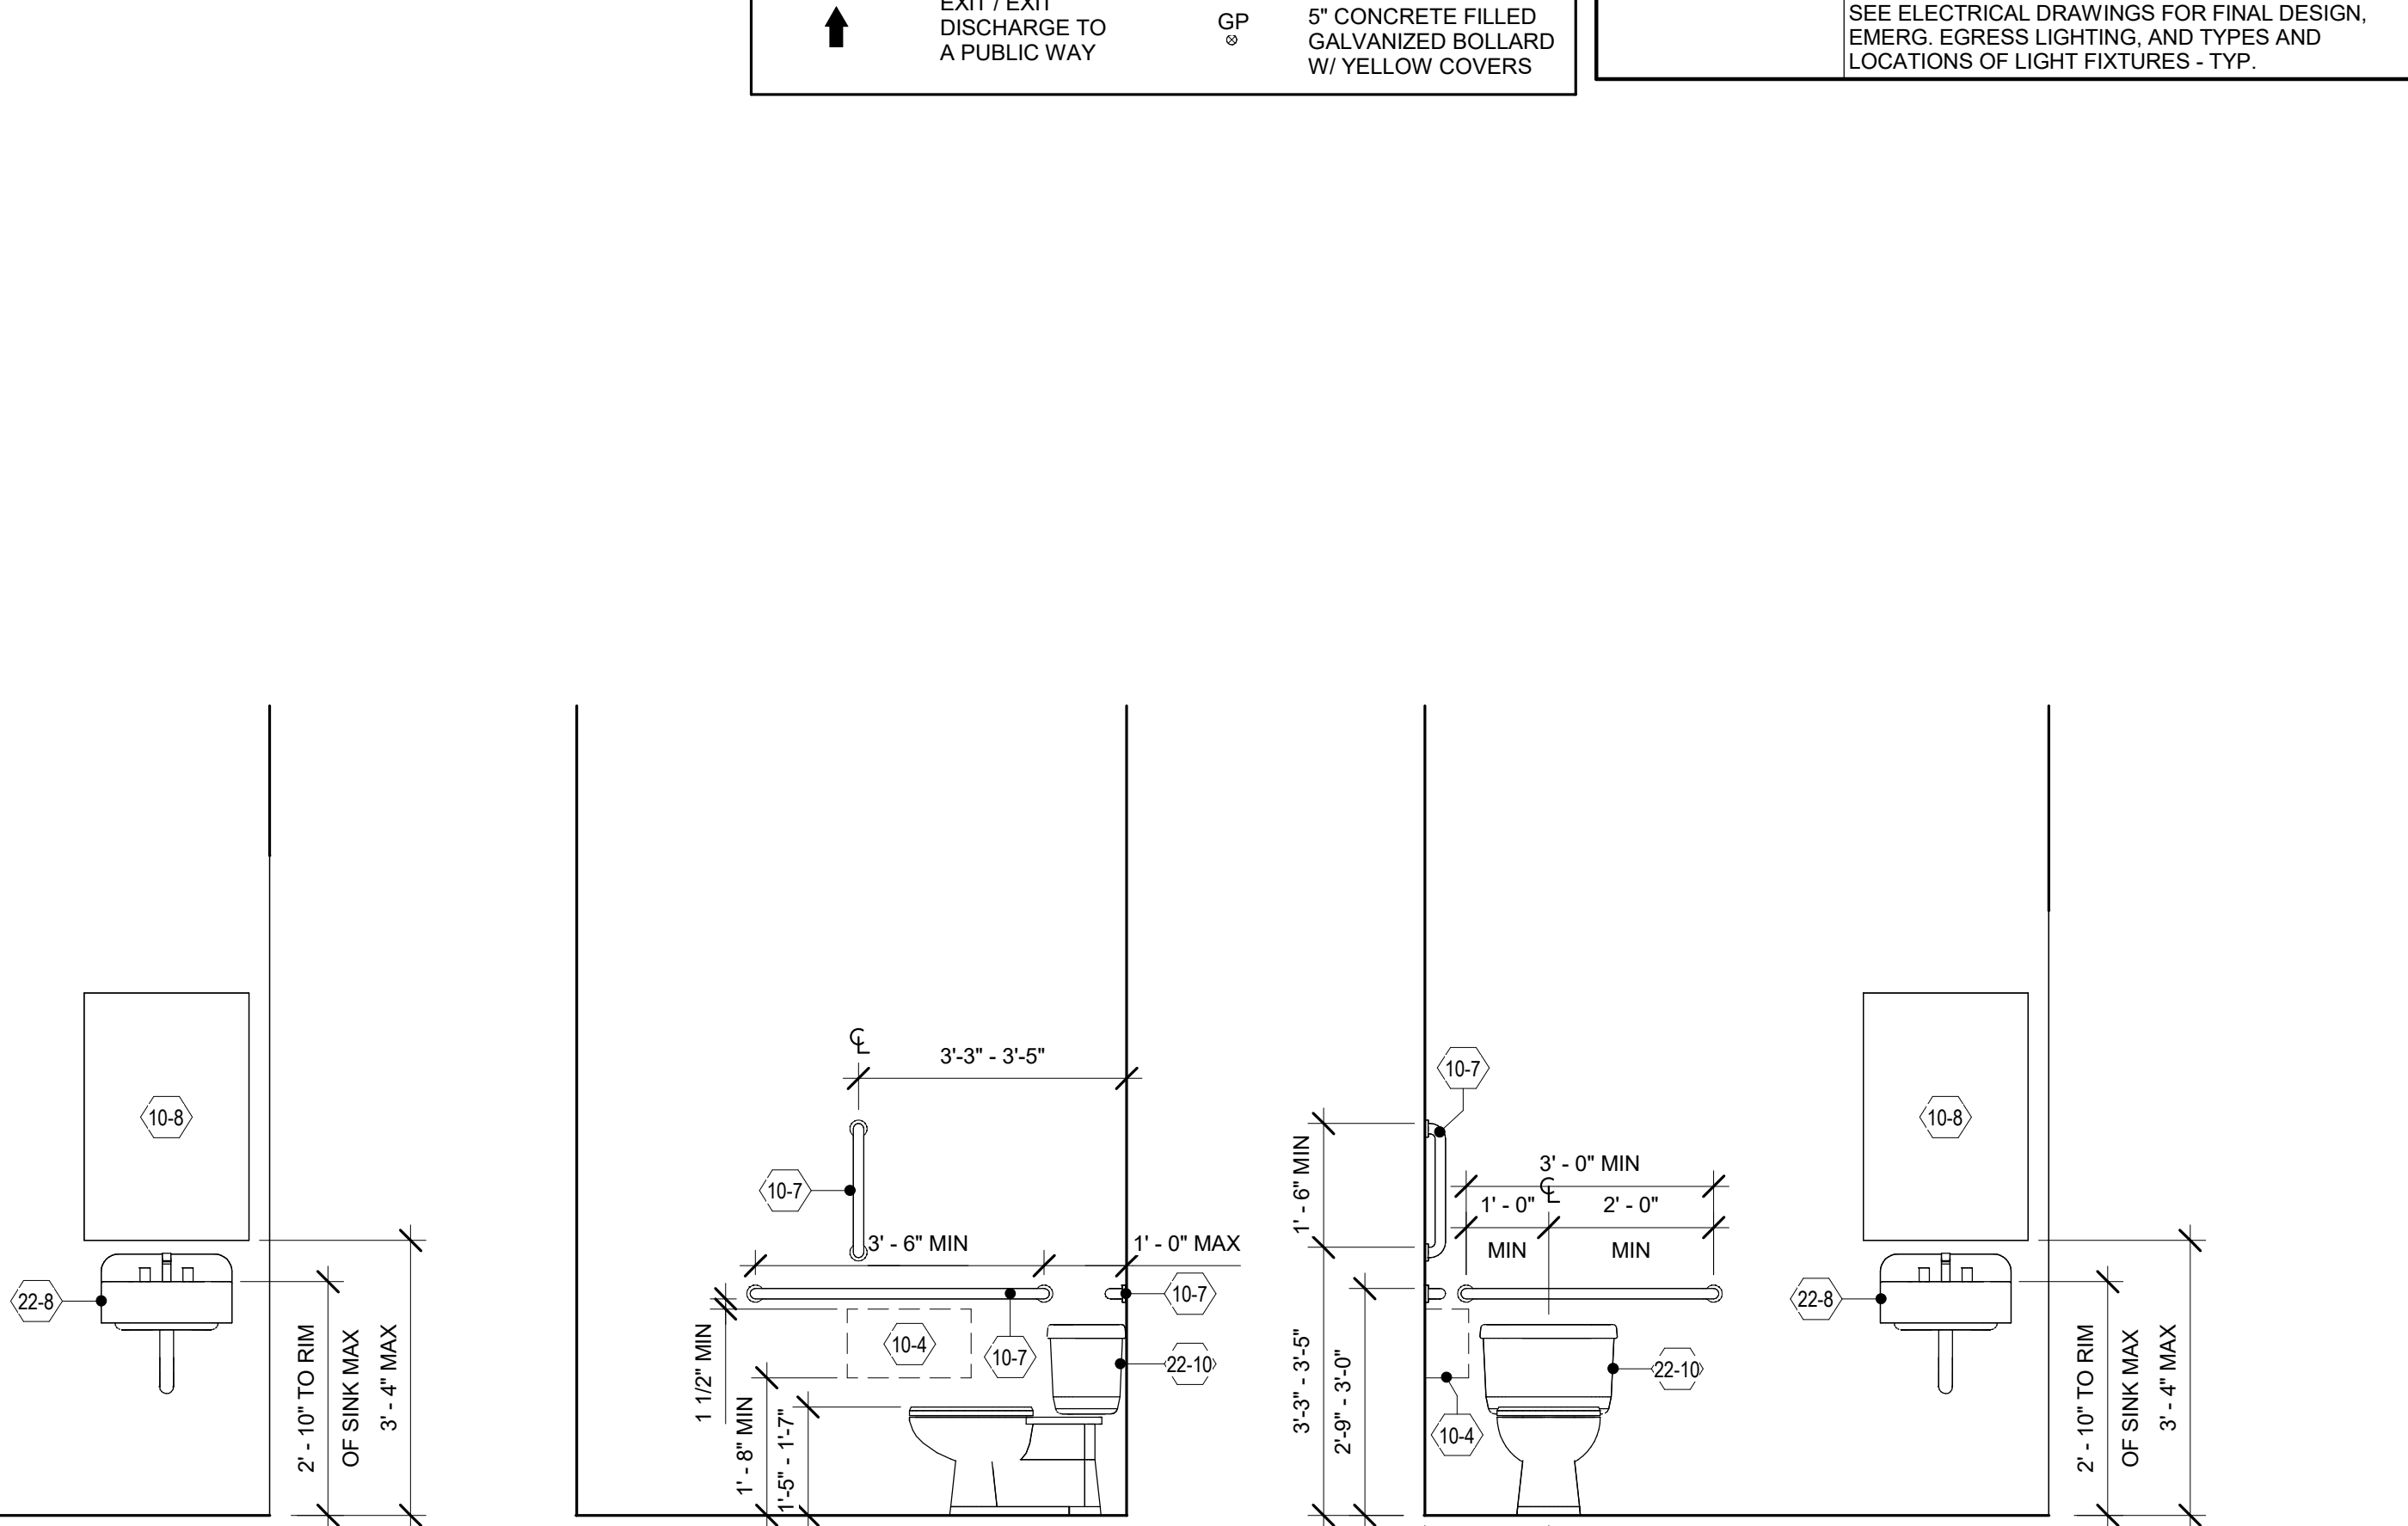 EXIT / EXIT
DISCHARGE TO
A PUBLIC WAY
GP
5" CONCRETE FILLED
GALVANIZED BOLLARD
W/ YELLOW COVERS
SEE ELECTRICAL DRAWINGS FOR FINAL DESIGN,
EMERG. EGRESS LIGHTING, AND TYPES AND
LOCATIONS OF LIGHT FIXTURES - TYP.
10-8
22-8
2' - 10" TO RIM
OF SINK MAX
3' - 4" MAX
CL
3'-3" - 3'-5"
10-7
3' - 6" MIN
1' - 0" MAX
10-7
10-4
10-7
22-10
1 1/2" MIN
1' - 8" MIN
1'-5" - 1'-7"
10-7
1' - 6" MIN
3' - 0" MIN
CL
1' - 0"
MIN
2' - 0"
MIN
3'-3" - 3'-5"
2'-9" - 3'-0"
22-10
10-4
10-8
22-8
2' - 10" TO RIM
OF SINK MAX
3' - 4" MAX